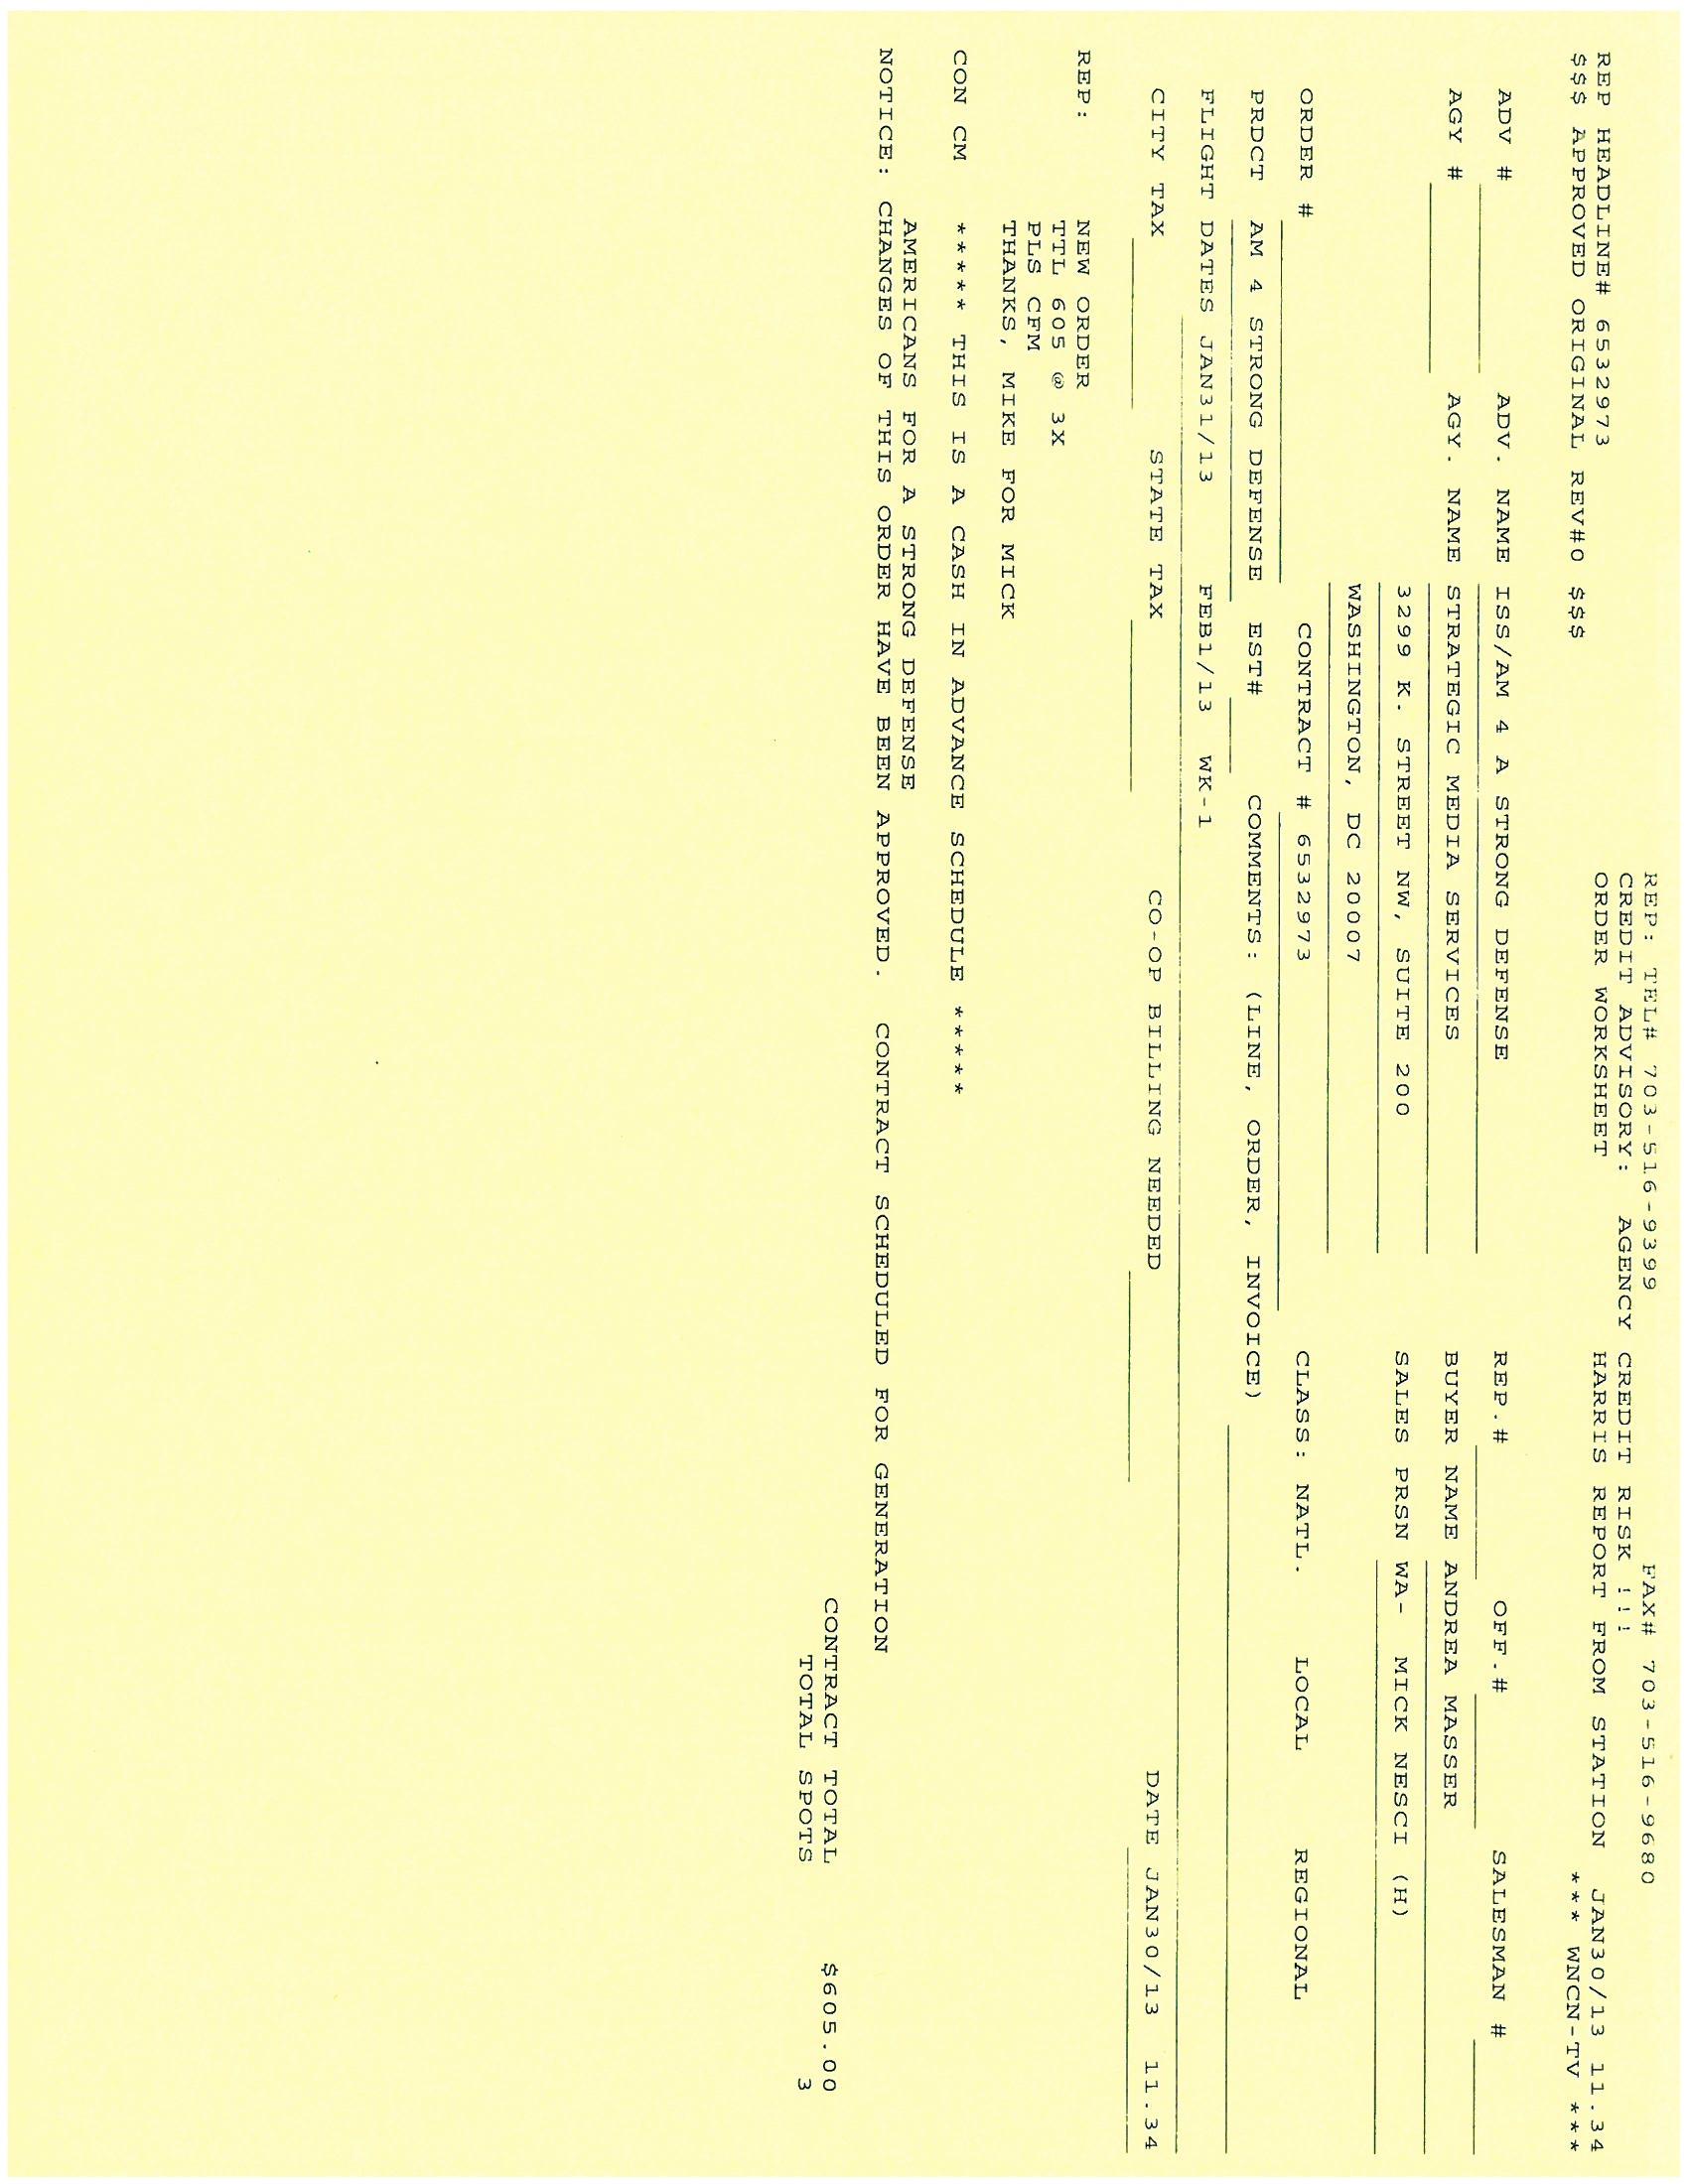 REP: TEL# 703-516-9399 FAX# 703-516-9680
CREDIT ADVISORY: AGENCY CREDIT RISK !!!
REP HEADLINE# 6532973 ORDER WORKSHEET HARRIS REPORT FROM STATION JAN30/13 11.34
$$$ APPROVED ORIGINAL REV#0 $$$ *** WNCN-TV ***
ADV # ADV. NAME ISS/AM 4 A STRONG DEFENSE REP.# OFF.# SALESMAN #
AGY # AGY. NAME STRATEGIC MEDIA SERVICES BUYER NAME ANDREA MASSER
3299 K. STREET NW, SUITE 200 SALES PRSN WA- MICK NESCI (H)
WASHINGTON, DC 20007
ORDER # CONTRACT # 6532973 CLASS: NATL. LOCAL REGIONAL
PRDCT AM 4 STRONG DEFENSE EST# COMMENTS: (LINE, ORDER, INVOICE)
FLIGHT DATES JAN31/13 FEB1/13 WK-1
CITY TAX STATE TAX CO-OP BILLING NEEDED DATE JAN30/13 11.34
REP: NEW ORDER
TTL 605 @ 3X
PLS CFM
THANKS, MIKE FOR MICK
CON CM ***** THIS IS A CASH IN ADVANCE SCHEDULE *****
AMERICANS FOR A STRONG DEFENSE
NOTICE: CHANGES OF THIS ORDER HAVE BEEN APPROVED. CONTRACT SCHEDULED FOR GENERATION
CONTRACT TOTAL $605.00
TOTAL SPOTS 3